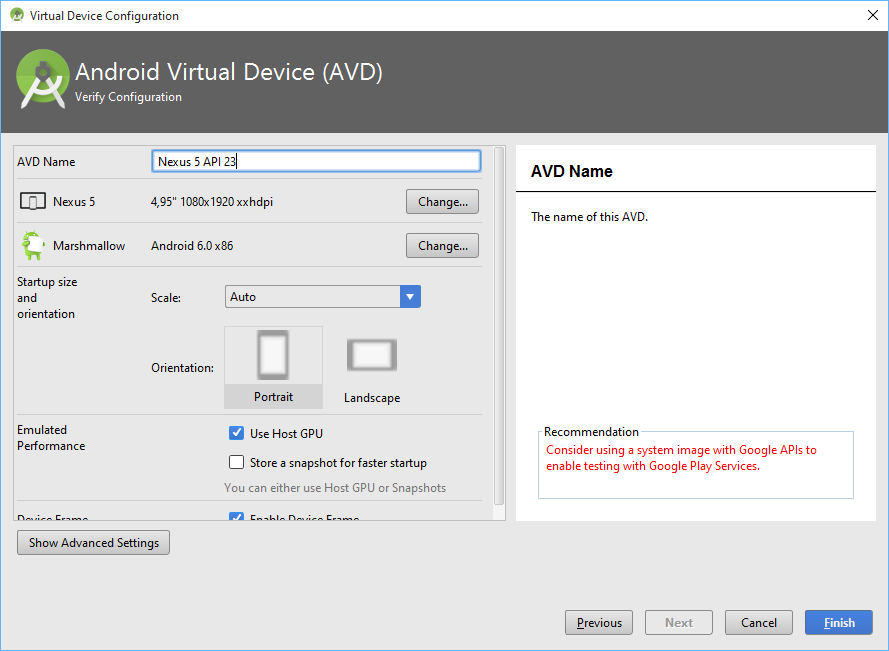 Virtual Device Configuration
Android Virtual Device (AVD)
Verify Configuration
AVD Name
Nexus 5 API 23
Nexus 5
4,95" 1080x1920 xxhdpi
Change...
Marshmallow
Android 6.0 x86
Change...
Startup size
and
orientation
Scale:
Auto
Orientation:
Portrait
Landscape
Emulated
Performance
Use Host GPU
Store a snapshot for faster startup
You can either use Host GPU or Snapshots
Device Frame
Enable Device Frame
Show Advanced Settings
AVD Name
The name of this AVD.
Recommendation
Consider using a system image with Google APIs to
enable testing with Google Play Services.
Previous
Next
Cancel
Finish